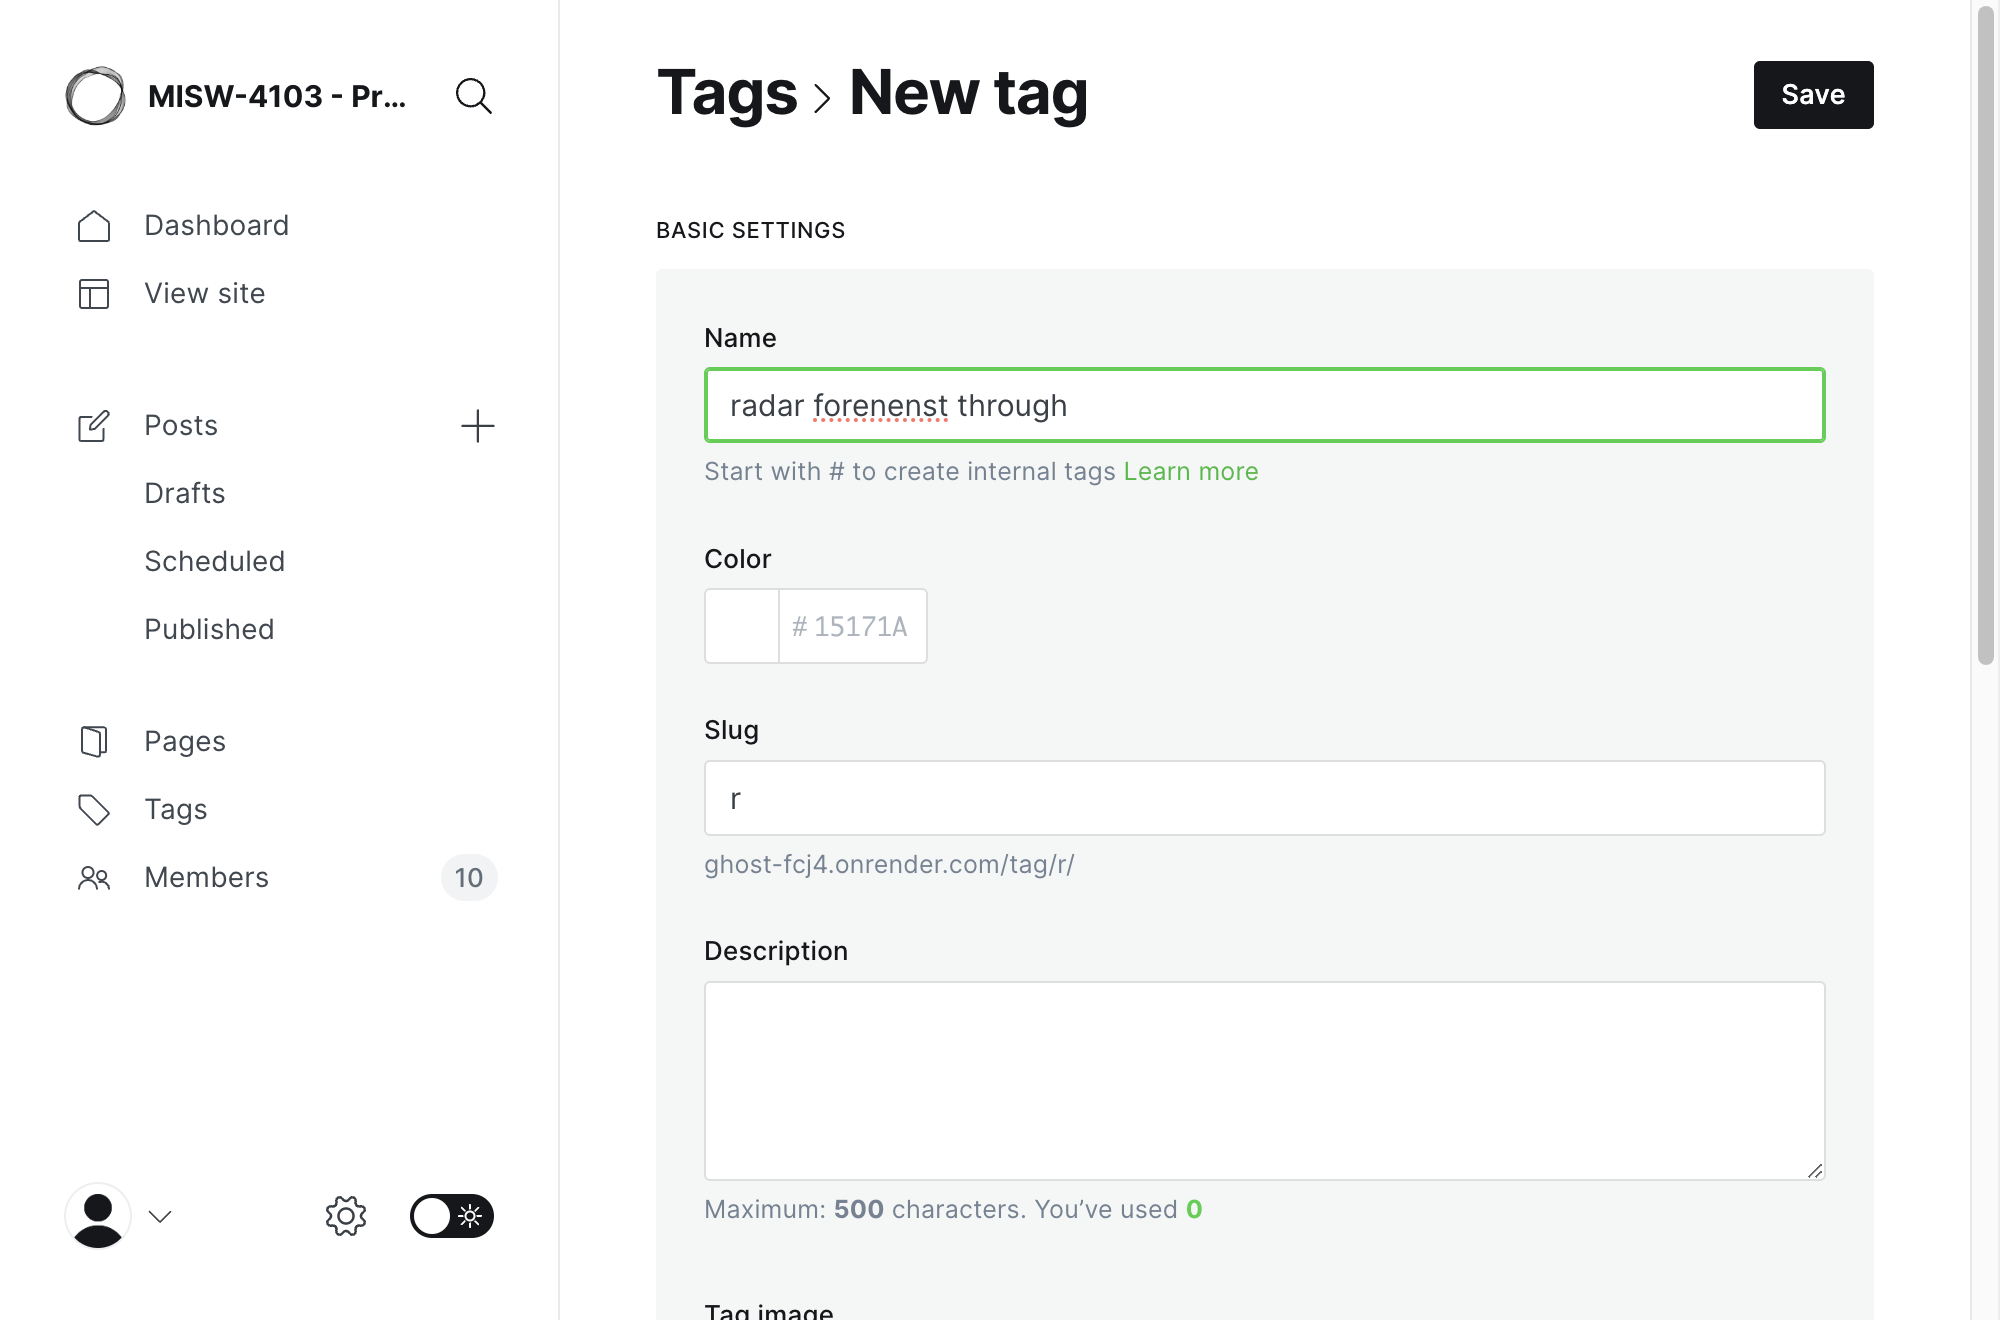 MISW-4103 - Pr...
Dashboard
View site
Posts
Drafts
Scheduled
Published
Pages
Tags
Members 10
Tags > New tag
Save
BASIC SETTINGS
Name
radar forenenst through
Start with # to create internal tags Learn more
Color
# 15171A
Slug
r
ghost-fcj4.onrender.com/tag/r/
Description
Maximum: 500 characters. You’ve used 0
Tag image